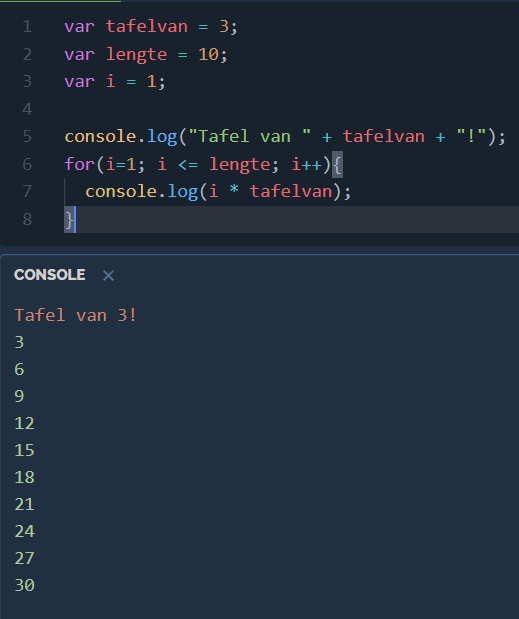 1 var tafelvan = 3;
2 var lengte = 10;
3 var i = 1;
4
5 console.log("Tafel van " + tafelvan + "!");
6 for(i=1; i <= lengte; i++){
7 console.log(i * tafelvan);
8 }
CONSOLE ×
Tafel van 3!
3
6
9
12
15
18
21
24
27
30